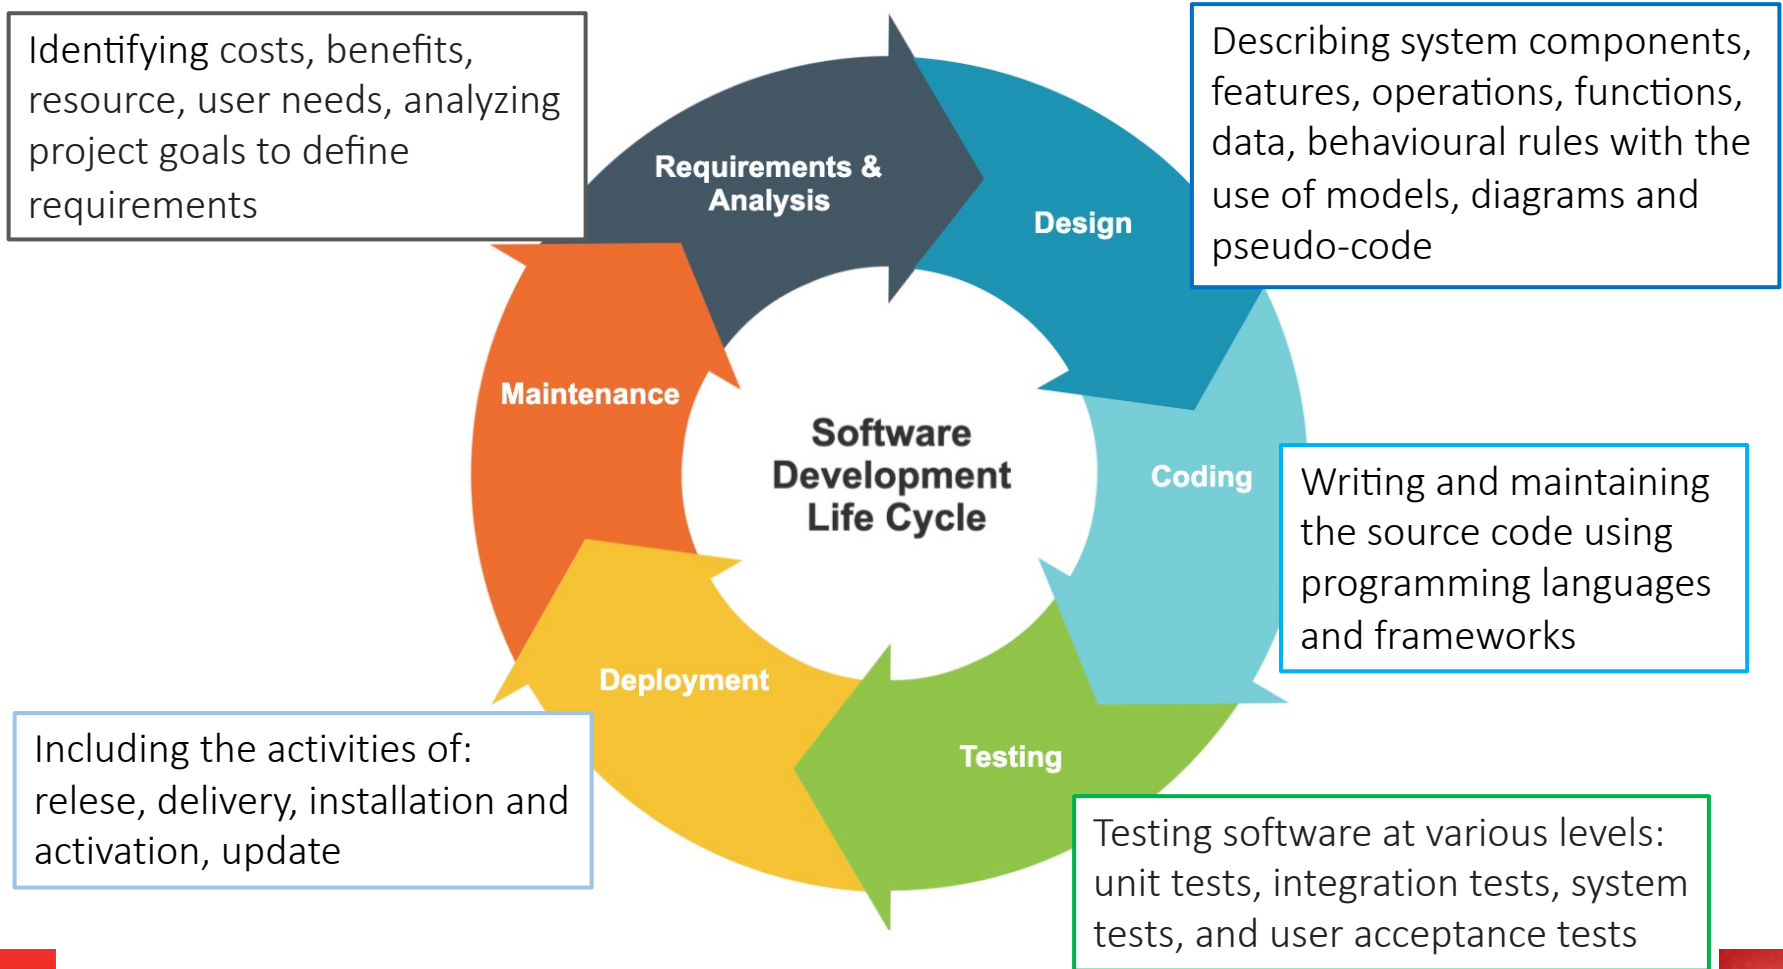 Identifying costs, benefits,
resource, user needs, analyzing
project goals to define
requirements
Describing system components,
features, operations, functions,
data, behavioural rules with the
use of models, diagrams and
pseudo-code
Requirements &
Analysis
Design
Maintenance
Software
Development
Life Cycle
Coding
Writing and maintaining
the source code using
programming languages
and frameworks
Deployment
Testing
Including the activities of:
relese, delivery, installation and
activation, update
Testing software at various levels:
unit tests, integration tests, system
tests, and user acceptance tests